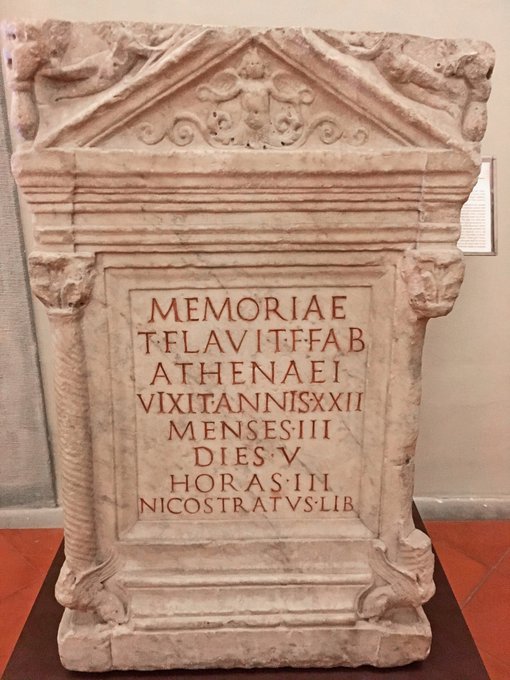 MEMORIAE
T·FLAVI·T·F·FAB
ATHENAEI
VIXIT·ANNIS·XXII
MENSES·III
DIES·V
HORAS·III
NICOSTRATVS·LIB